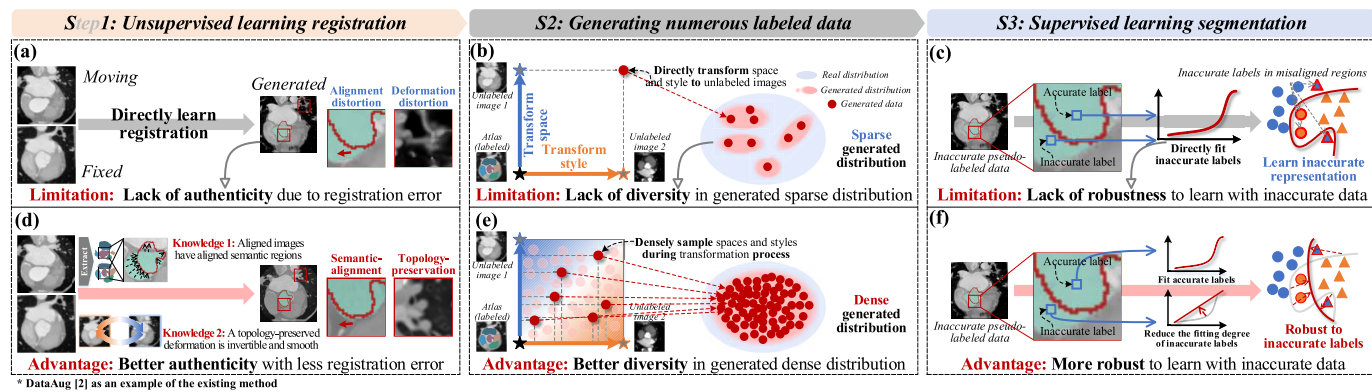 Step1: Unsupervised learning registration
S2: Generating numerous labeled data
S3: Supervised learning segmentation
(a)
Moving
Fixed
Directly learn
registration
Generated
Alignment
distortion
Deformation
distortion
Limitation: Lack of authenticity due to registration error
(b)
Unlabeled
image 1
Atlas
(labeled)
Transform
space
Transform
style
Unlabeled
image 2
Directly transform space
and style to unlabeled images
Real distribution
Generated distribution
Generated data
Sparse
generated
distribution
Limitation: Lack of diversity in generated sparse distribution
(c)
Inaccurate pseudo-
labeled data
Accurate label
Inaccurate label
Directly fit
inaccurate labels
Inaccurate labels in misaligned regions
Learn inaccurate
representation
Limitation: Lack of robustness to learn with inaccurate data
(d)
Extract
Knowledge 1: Aligned images
have aligned semantic regions
Knowledge 2: A topology-preserved
deformation is invertible and smooth
Semantic-
alignment
Topology-
preservation
Advantage: Better authenticity with less registration error
(e)
Unlabeled
image 1
Atlas
(labeled)
Unlabeled
image 2
Densely sample spaces and styles
during transformation process
Dense
generated
distribution
Advantage: Better diversity in generated dense distribution
(f)
Inaccurate pseudo-
labeled data
Accurate label
Inaccurate label
Fit accurate labels
Reduce the fitting degree
of inaccurate labels
Robust to
inaccurate labels
Advantage: More robust to learn with inaccurate data
* DataAug [2] as an example of the existing method